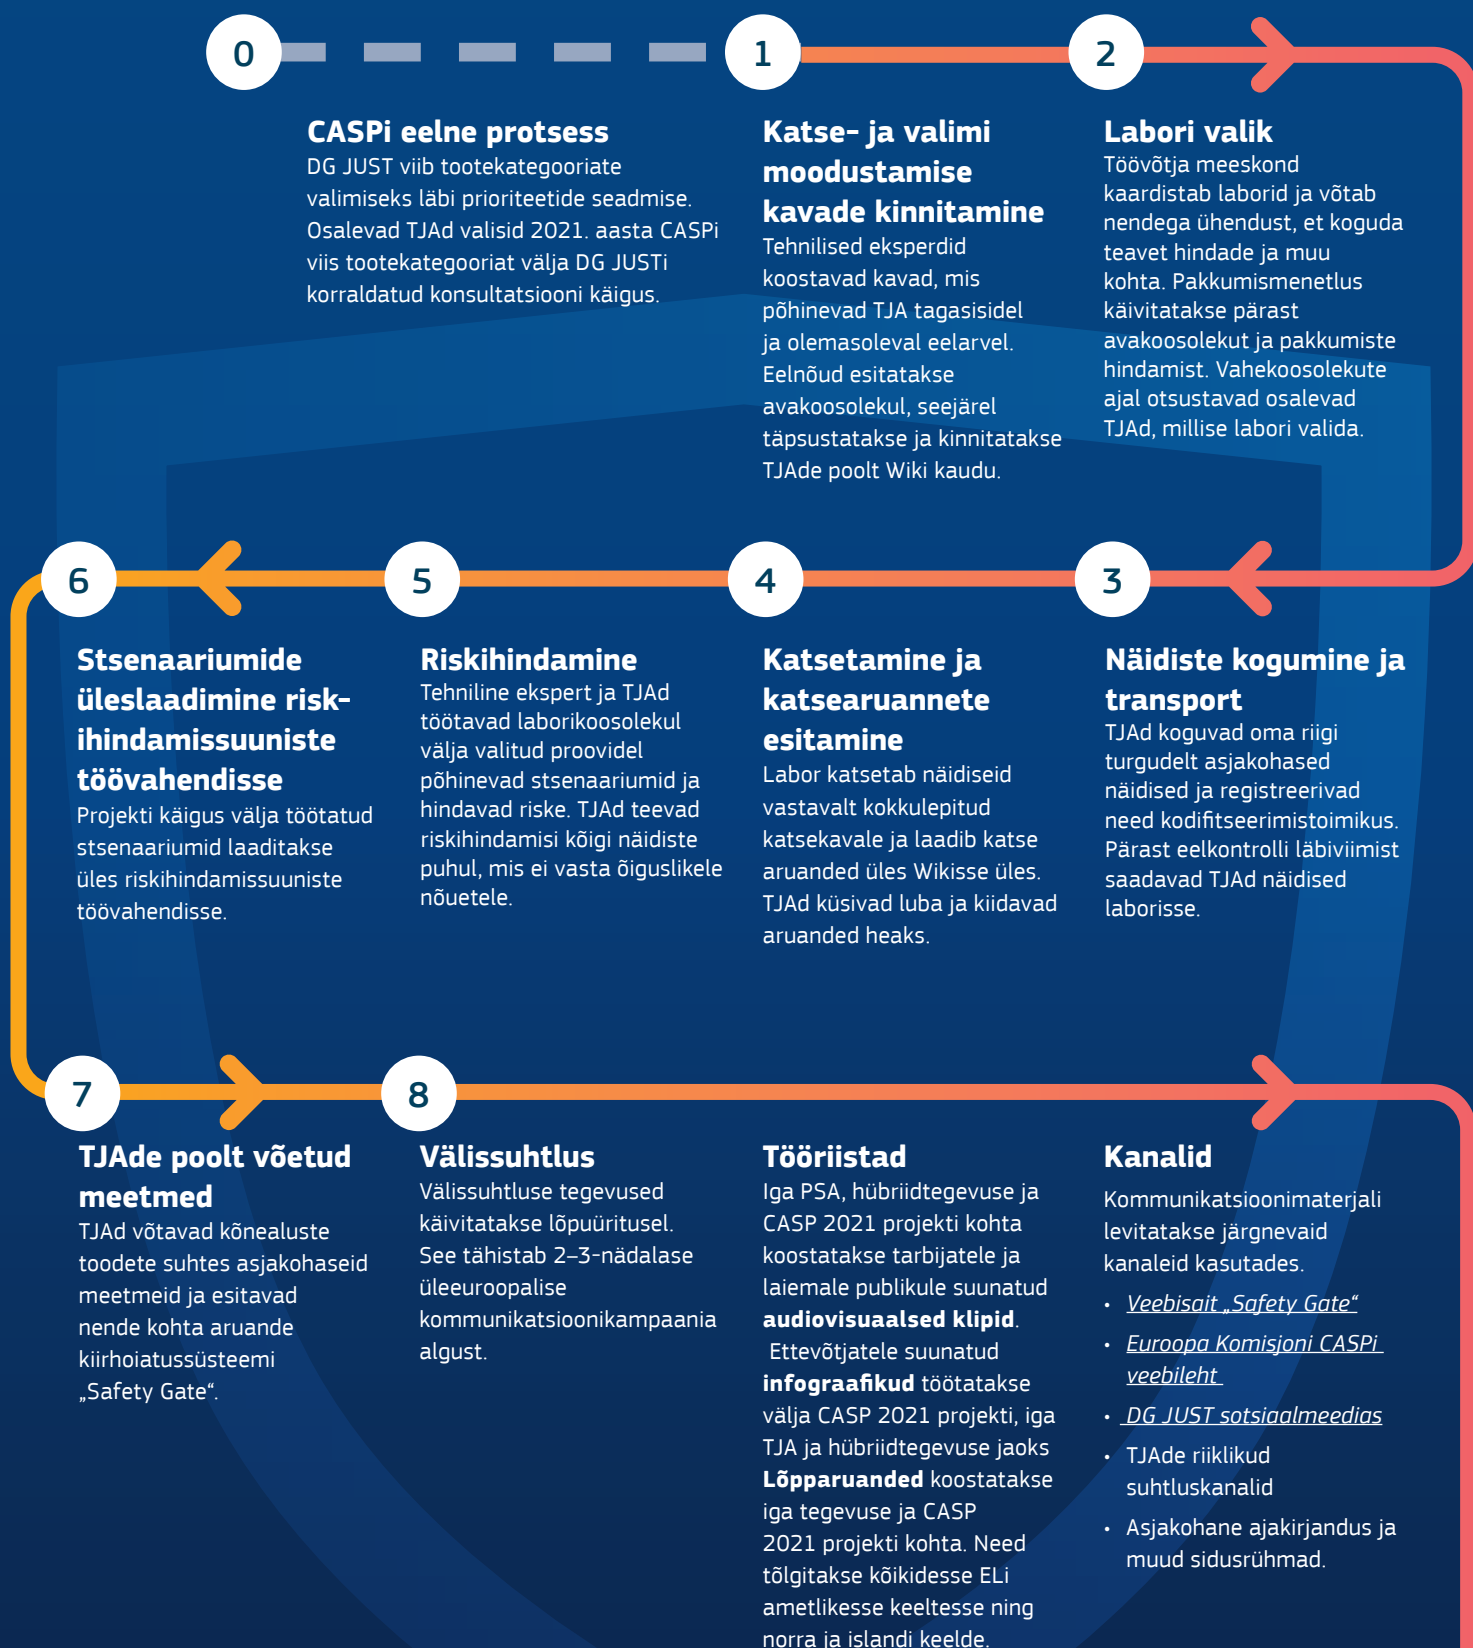 0
CASPi eelne protsess
DG JUST viib tootekategooriate
valimiseks läbi prioriteetide seadmise.
Osalevad TJAd valisid 2021. aasta CASPi
viis tootekategooriat välja DG JUSTi
korraldatud konsultatsiooni käigus.
1
Katse- ja valimi
moodustamise
kavade kinnitamine
Tehnilised eksperdid
koostavad kavad, mis
põhinevad TJA tagasisidel
ja olemasoleval eelarvel.
Eelnõud esitatakse
avakoosolekul, seejärel
täpsustatakse ja kinnitatakse
TJAde poolt Wiki kaudu.
2
Labori valik
Töövõtja meeskond
kaardistab laborid ja võtab
nendega ühendust, et koguda
teavet hindade ja muu
kohta. Pakkumismenetlus
käivitatakse pärast
avakoosolekut ja pakkumiste
hindamist. Vahekoosolekute
ajal otsustavad osalevad
TJAd, millise labori valida.
3
Näidiste kogumine ja
transport
TJAd koguvad oma riigi
turgudelt asjakohased
näidised ja registreerivad
need kodifitseerimistoimikus.
Pärast eelkontrolli läbiviimist
saadavad TJAd näidised
laborisse.
4
Katsetamine ja
katsearuannete
esitamine
Labor katsetab näidiseid
vastavalt kokkulepitud
katsekavale ja laadib katse
aruanded üles Wikisse üles.
TJAd küsivad luba ja kiidavad
aruanded heaks.
5
Riskihindamine
Tehniline ekspert ja TJAd
töötavad laborikoosolekul
välja valitud proovidel
põhinevad stsenaariumid ja
hindavad riske. TJAd teevad
riskihindamisi kõigi näidiste
puhul, mis ei vasta õiguslikele
nõuetele.
6
Stsenaariumide
üleslaadimine risk-
ihindamissuuniste
töövahendisse
Projekti käigus välja töötatud
stsenaariumid laaditakse
üles riskihindamissuuniste
töövahendisse.
7
TJAde poolt võetud
meetmed
TJAd võtavad kõnealuste
toodete suhtes asjakohaseid
meetmeid ja esitavad
nende kohta aruande
kiirhoiatussüsteemi
„Safety Gate“.
8
Välissuhtlus
Välissuhtluse tegevused
käivitatakse lõpuüritusel.
See tähistab 2–3-nädalase
üleeuroopalise
kommunikatsioonikampaania
algust.
Tööriistad
Iga PSA, hübriidtegevuse ja
CASP 2021 projekti kohta
koostatakse tarbijatele ja
laiemale publikule suunatud
audiovisuaalsed klipid.
Ettevõtjatele suunatud
infograafikud töötatakse
välja CASP 2021 projekti, iga
TJA ja hübriidtegevuse jaoks
Lõpparuanded koostatakse
iga tegevuse ja CASP
2021 projekti kohta. Need
tõlgitakse kõikidesse ELi
ametlikesse keeltesse ning
norra ja islandi keelde.
Kanalid
Kommunikatsioonimaterjali
levitatakse järgnevaid
kanaleid kasutades.
• Veebisait „Safety Gate“
• Euroopa Komisjoni CASPi
veebileht
• DG JUST sotsiaalmeedias
• TJAde riiklikud
suhtluskanalid
• Asjakohane ajakirjandus ja
muud sidusrühmad.